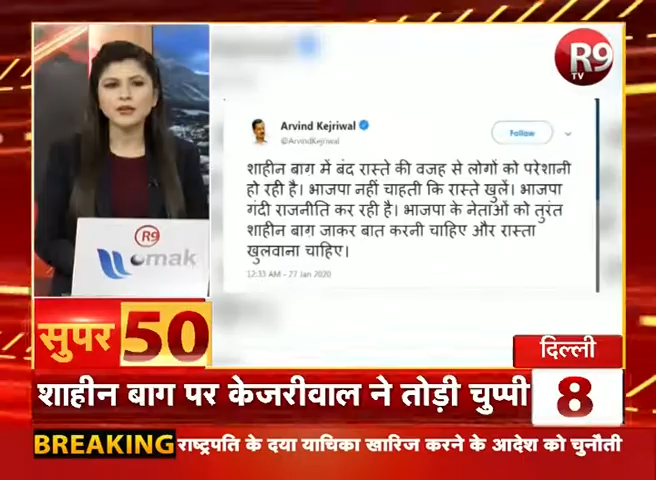 R9
TV
Arvind Kejriwal
@ArvindKejriwal
Follow
शाहीन बाग में बंद रास्ते की वजह से लोगों को परेशानी
हो रही है। भाजपा नहीं चाहती कि रास्ते खुलें। भाजपा
गंदी राजनीति कर रही है। भाजपा के नेताओं को तुरंत
शाहीन बाग जाकर बात करनी चाहिए और रास्ता
खुलवाना चाहिए।
12:33 AM - 27 Jan 2020
R9
omak
सुपर 50
दिल्ली
शाहीन बाग पर केजरीवाल ने तोड़ी चुप्पी
8
BREAKING राष्ट्रपति के दया याचिका खारिज करने के आदेश को चुनौती